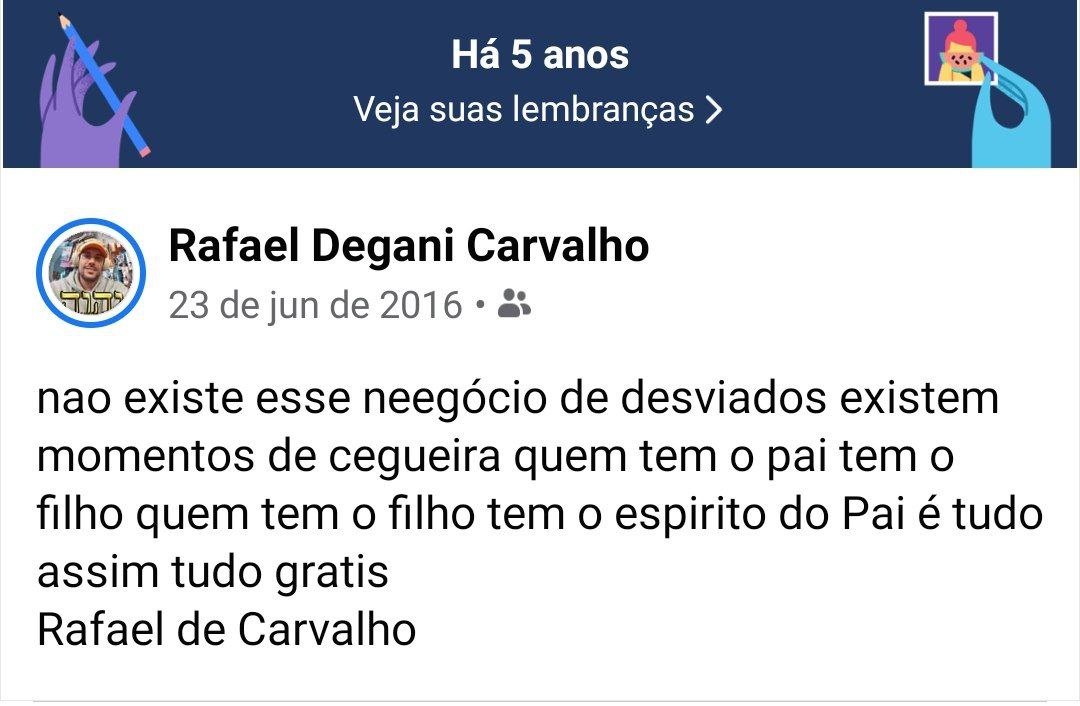 Há 5 anos
Veja suas lembranças
Rafael Degani Carvalho
23 de jun de 2016 •
nao existe esse neegócio de desviados existem
momentos de cegueira quem tem o pai tem o
filho quem tem o filho tem o espirito do Pai é tudo
assim tudo gratis
Rafael de Carvalho